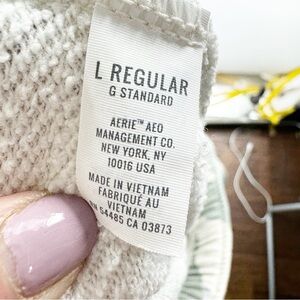 L REGULAR
G STANDARD
AERIE™ AEO
MANAGEMENT CO.
NEW YORK, NY
10016 USA
MADE IN VIETNAM
FABRIQUÉ AU
VIETNAM
54485 CA 03873